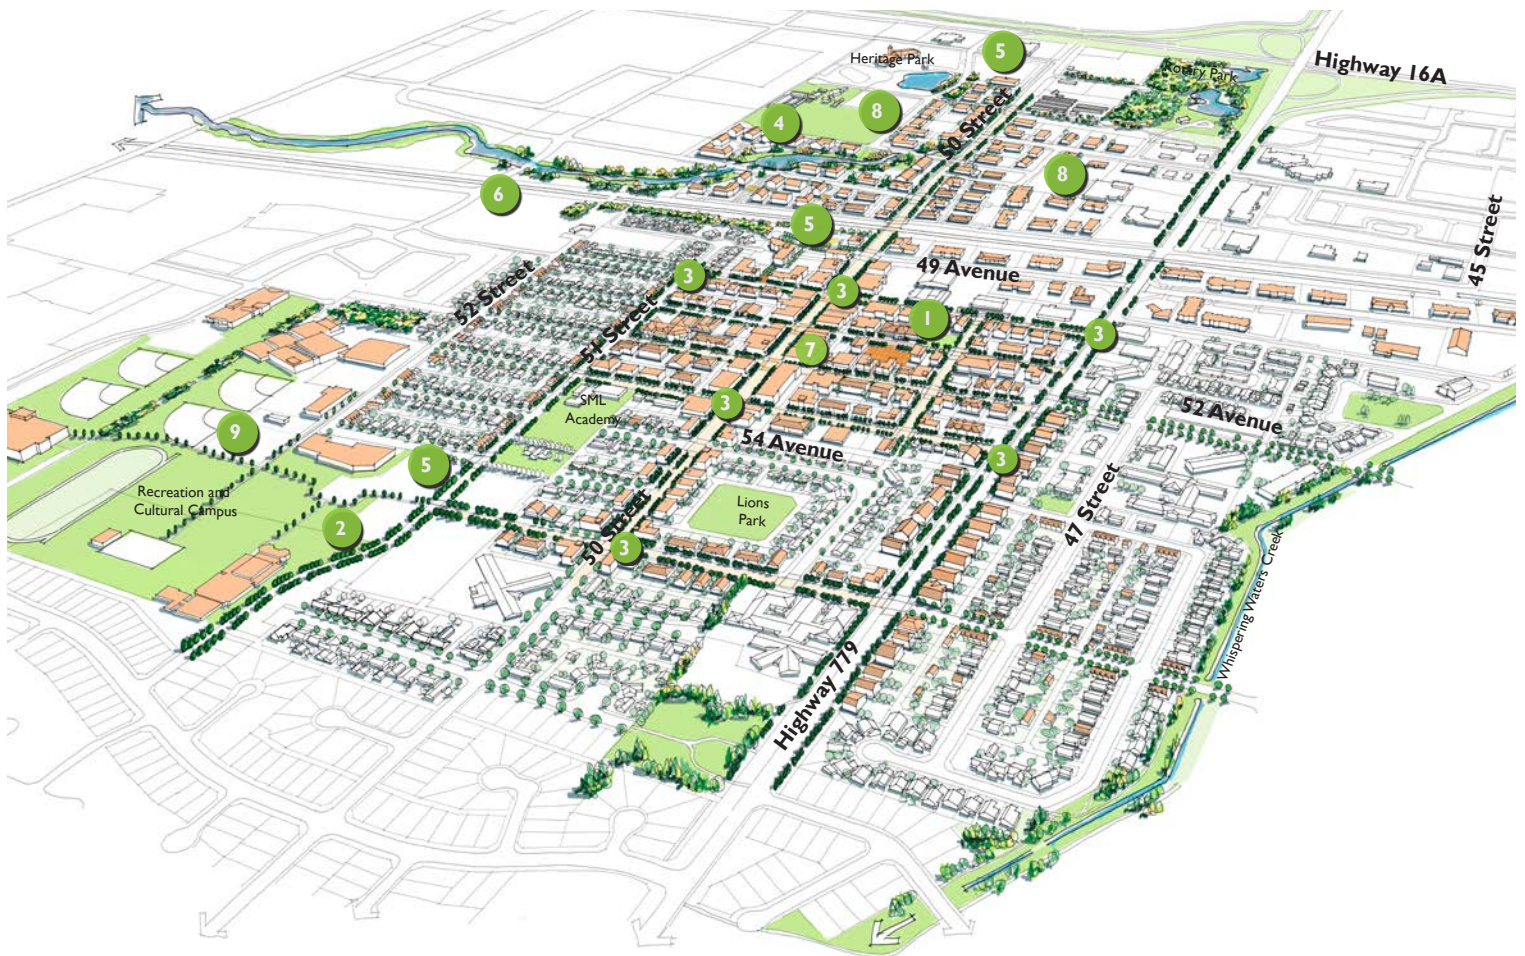 5
Heritage Park
Highway 16A
Rotary Park
8
4
50 Street
8
6
5
45 Street
49 Avenue
3
52 Street
3
51 Street
1
3
7
SML
Academy
3
52 Avenue
9
54 Avenue
5
3
Recreation and
Cultural Campus
Lions
Park
47 Street
2
50 Street
3
Whispering Waters Creek
Highway 779